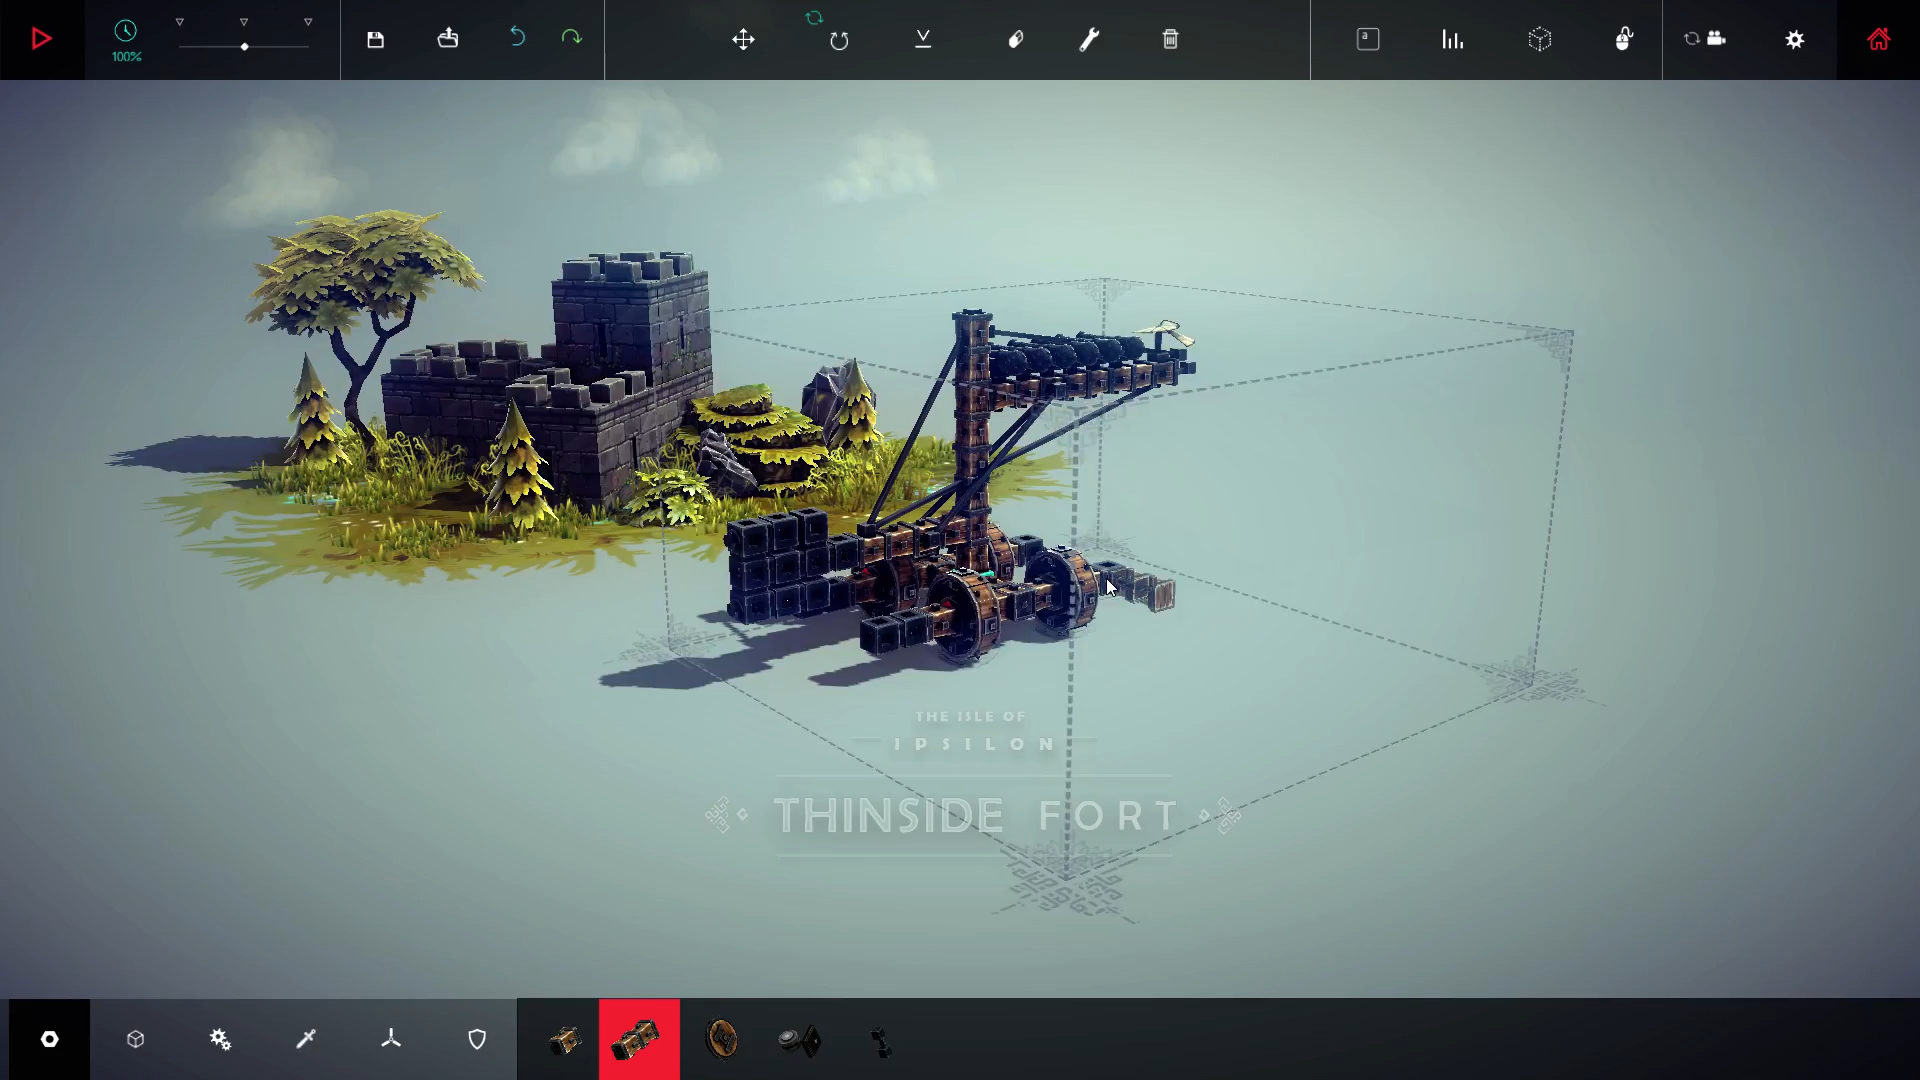 100%
a
THE ISLE OF
IPSILON
THINSIDE FORT